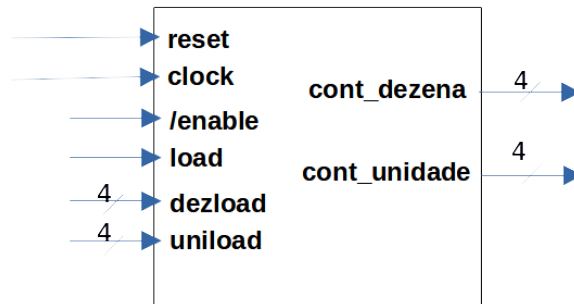 reset
clock
/enable
load
4 dezload
4 uniload
cont_dezena 4
cont_unidade 4